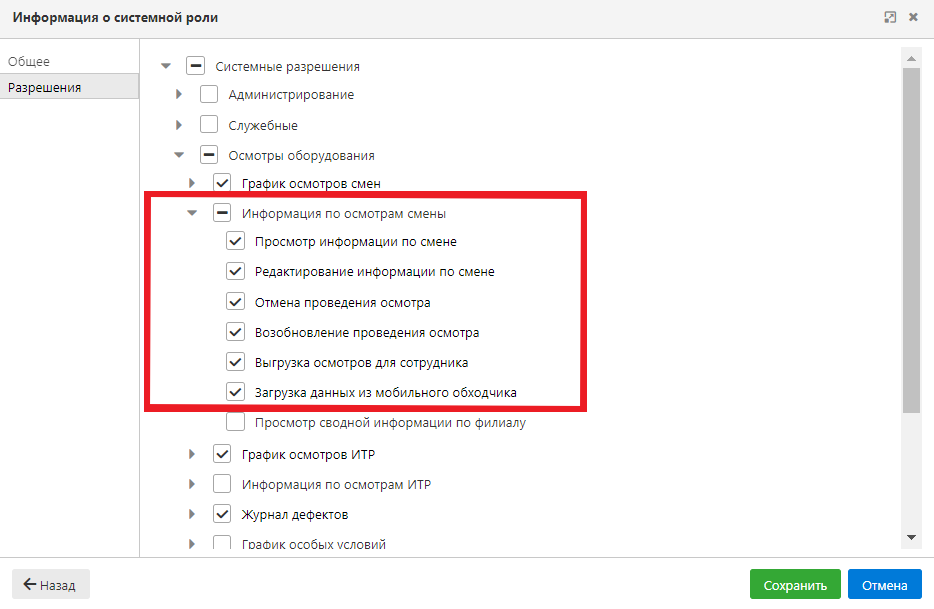 Информация о системной роли
Общее
Разрешения
Системные разрешения
Администрирование
Служебные
Осмотры оборудования
График осмотров смен
Информация по осмотрам смены
Просмотр информации по смене
Редактирование информации по смене
Отмена проведения осмотра
Возобновление проведения осмотра
Выгрузка осмотров для сотрудника
Загрузка данных из мобильного обходчика
Просмотр сводной информации по филиалу
График осмотров ИТР
Информация по осмотрам ИТР
Журнал дефектов
График особых условий
Назад
Сохранить
Отмена